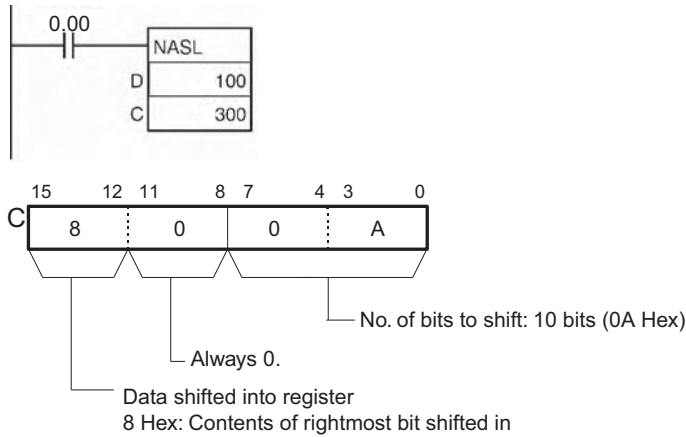 0.00
NASL
D 100
C 300
15 12 11 8 7 4 3 0
C 8 0 0 A
No. of bits to shift: 10 bits (0A Hex)
Always 0.
Data shifted into register
8 Hex: Contents of rightmost bit shifted in